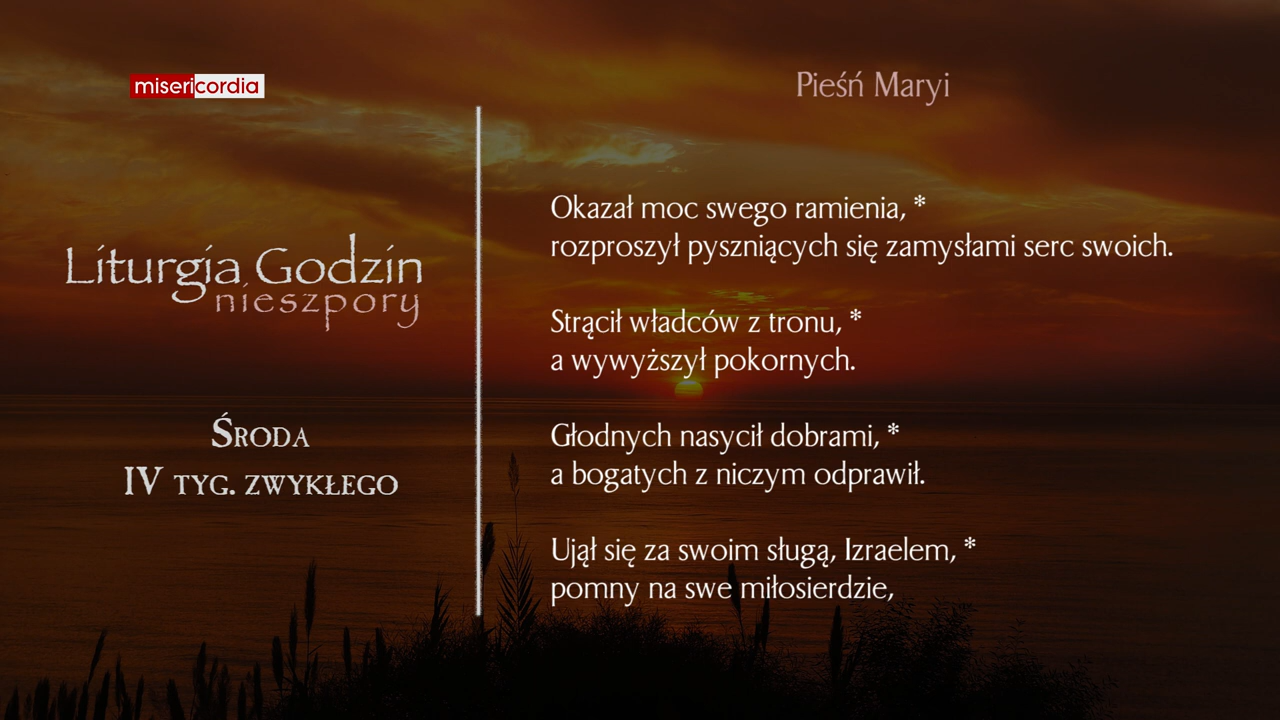 misericordia
Pieśń Maryi
Liturgia Godzin
nieszpory
Środa
IV tyg. zwykłego
Okazał moc swego ramienia, *
rozproszył pyszniących się zamysłami serc swoich.
Strącił władców z tronu, *
a wywyższył pokornych.
Głodnych nasycił dobrami, *
a bogatych z niczym odprawił.
Ujął się za swoim sługą, Izraelem, *
pomny na swe miłosierdzie,